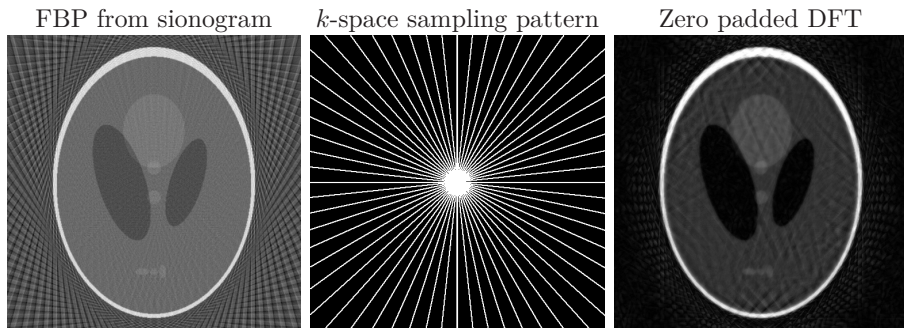 FBP from sionogram
k-space sampling pattern
Zero padded DFT